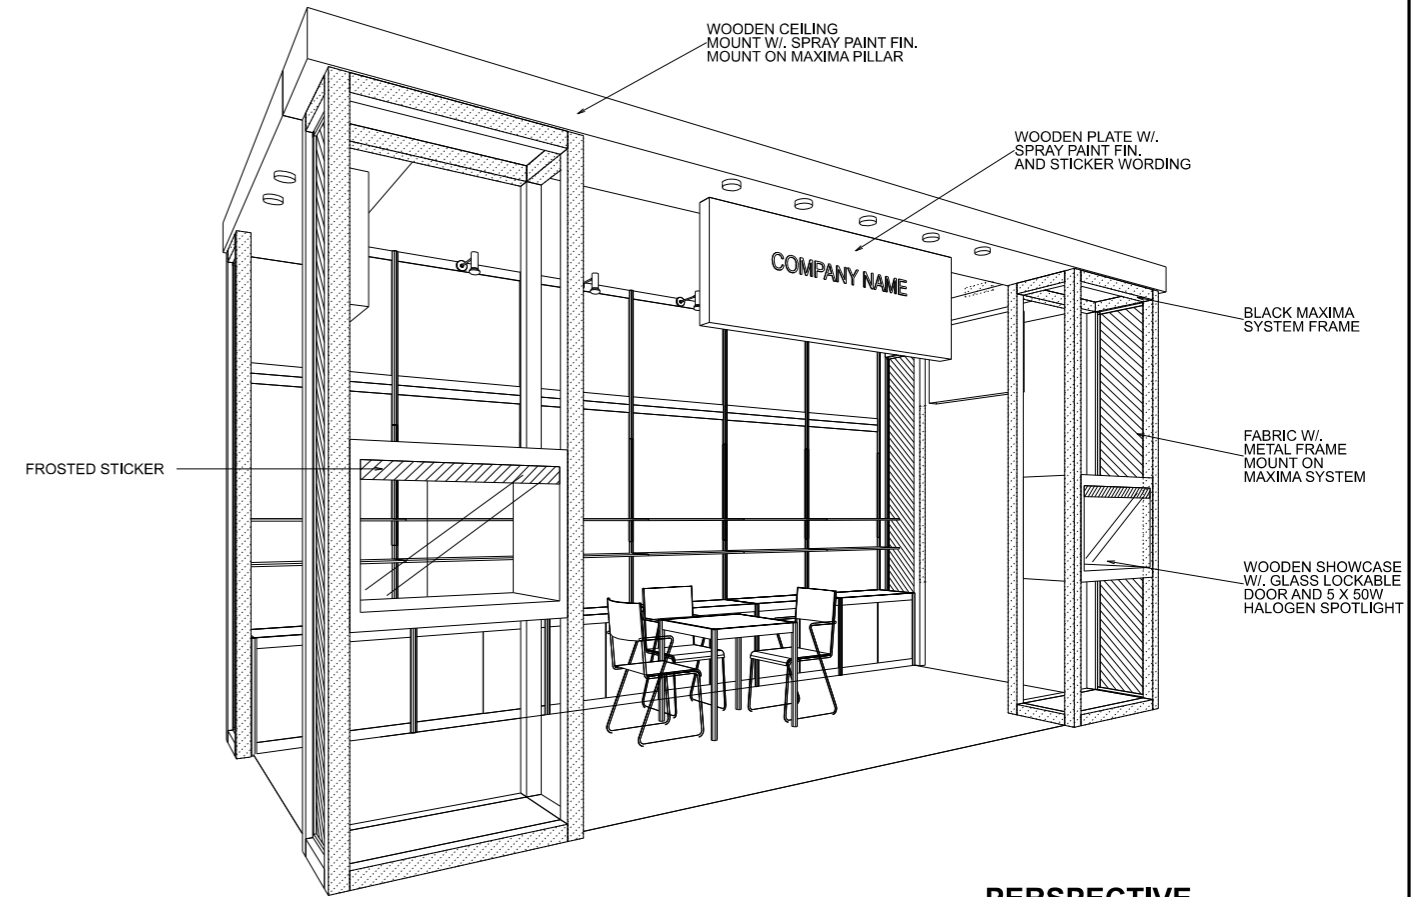 WOODEN CEILING
MOUNT W/. SPRAY PAINT FIN.
MOUNT ON MAXIMA PILLAR
WOODEN PLATE W/.
SPRAY PAINT FIN.
AND STICKER WORDING
COMPANY NAME
BLACK MAXIMA
SYSTEM FRAME
FABRIC W/.
METAL FRAME
MOUNT ON
MAXIMA SYSTEM
FROSTED STICKER
WOODEN SHOWCASE
W/. GLASS LOCKABLE
DOOR AND 5 X 50W
HALOGEN SPOTLIGHT
PERSPECTIVE